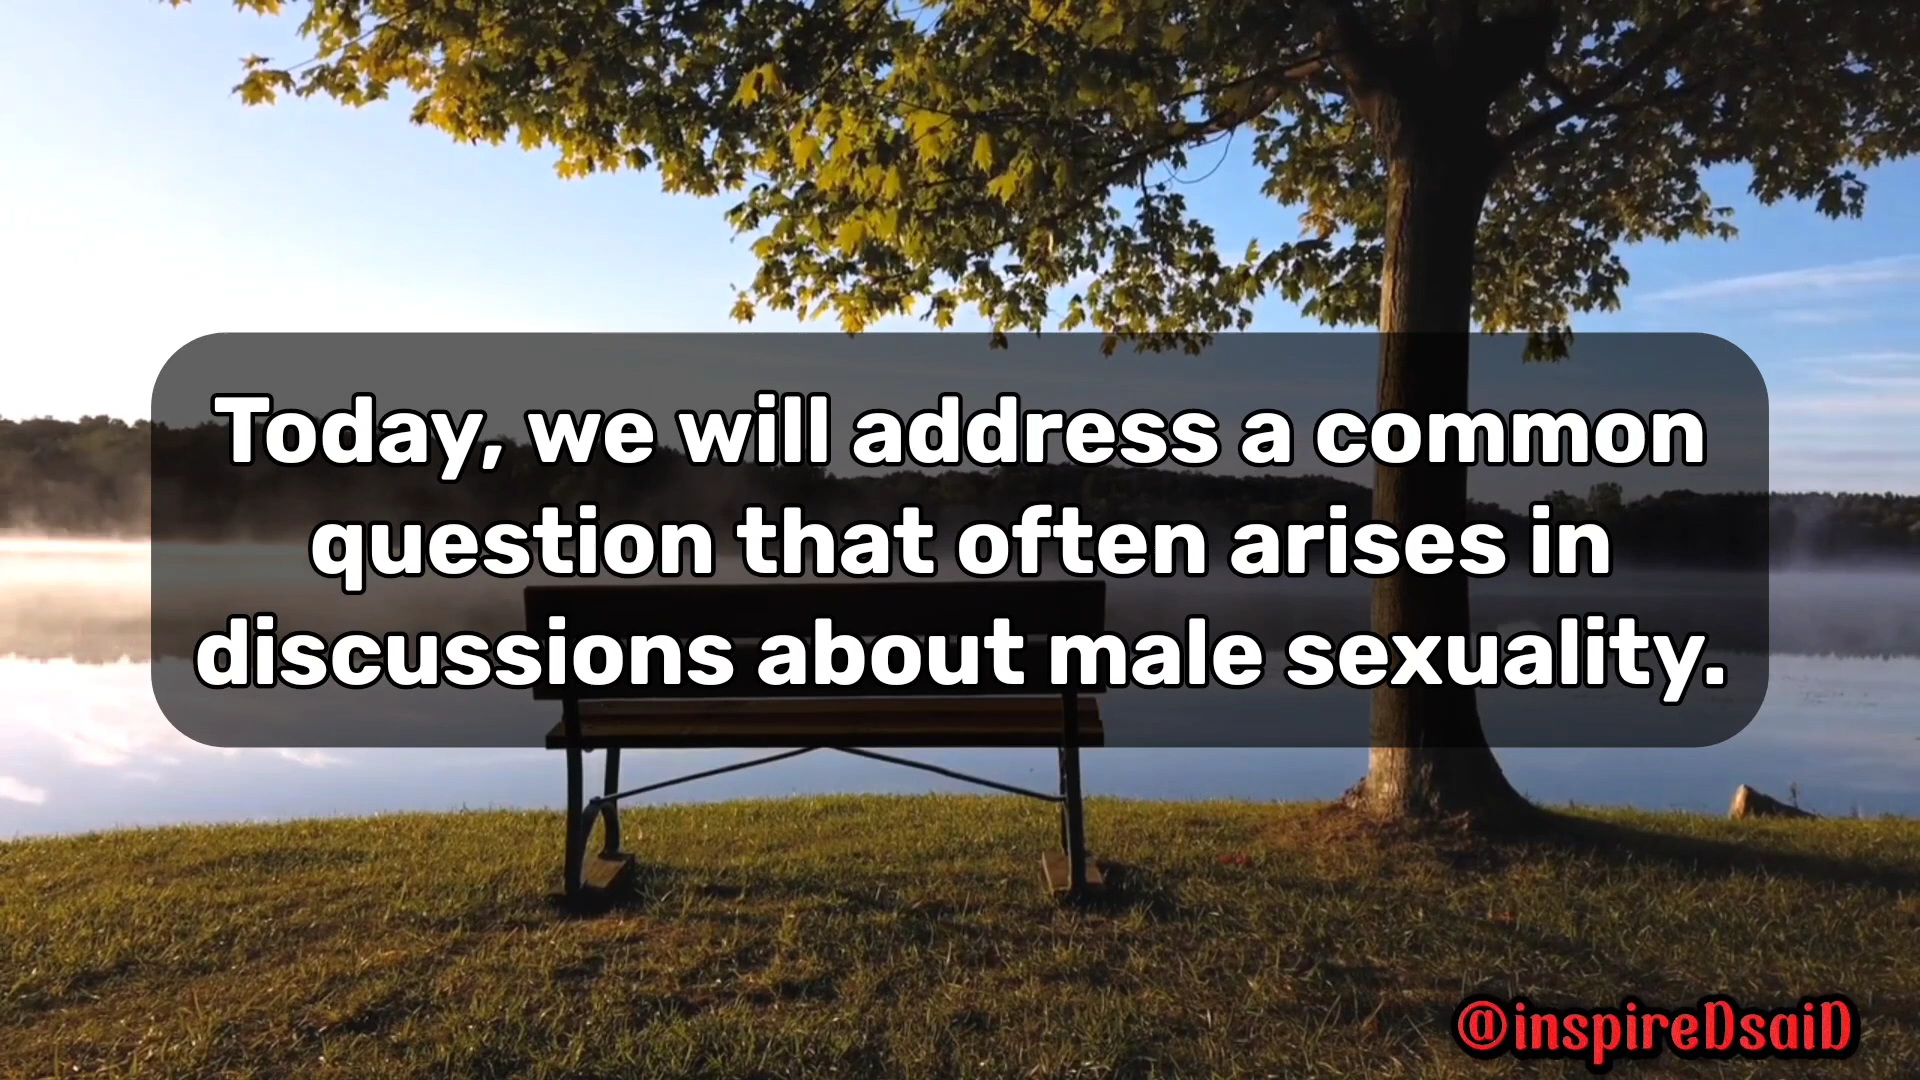 Today, we will address a common
question that often arises in
discussions about male sexuality.
@inspireDsaiD